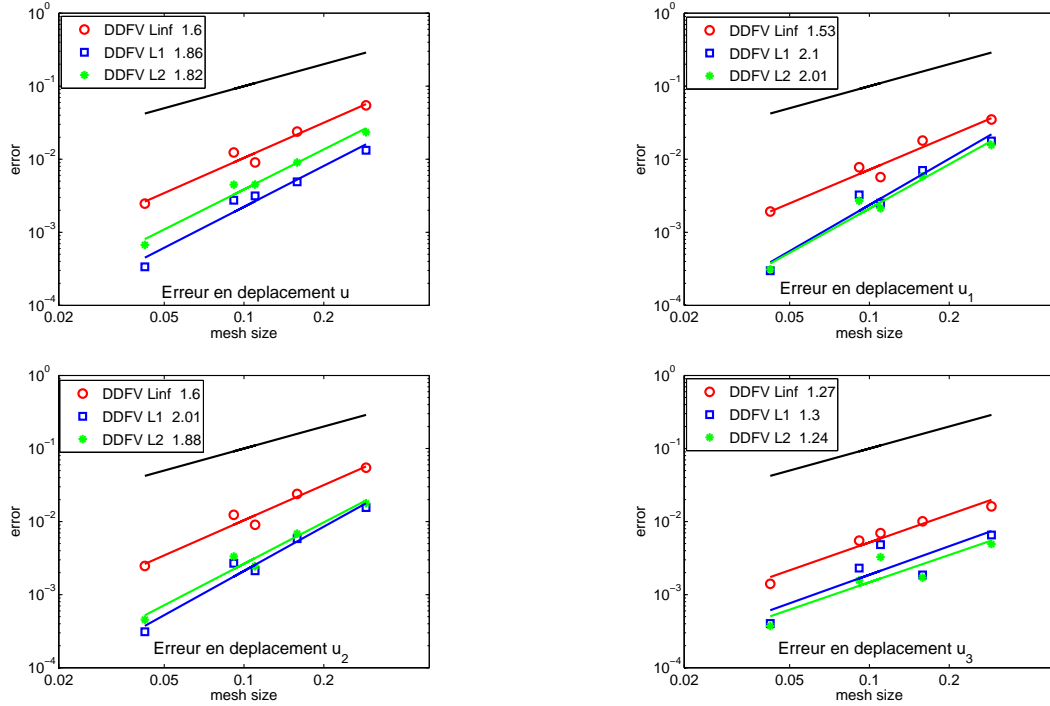 10^0
DDFV Linf 1.6
DDFV L1 1.86
DDFV L2 1.82
10^-1
10^-2
10^-3
10^-4
error
Erreur en deplacement u
0.02
0.05
0.1
0.2
mesh size
10^0
DDFV Linf 1.53
DDFV L1 2.1
DDFV L2 2.01
10^-1
10^-2
10^-3
10^-4
error
Erreur en deplacement u_1
0.02
0.05
0.1
0.2
mesh size
10^0
DDFV Linf 1.6
DDFV L1 2.01
DDFV L2 1.88
10^-1
10^-2
10^-3
10^-4
error
Erreur en deplacement u_2
0.02
0.05
0.1
0.2
mesh size
10^0
DDFV Linf 1.27
DDFV L1 1.3
DDFV L2 1.24
10^-1
10^-2
10^-3
10^-4
error
Erreur en deplacement u_3
0.02
0.05
0.1
0.2
mesh size